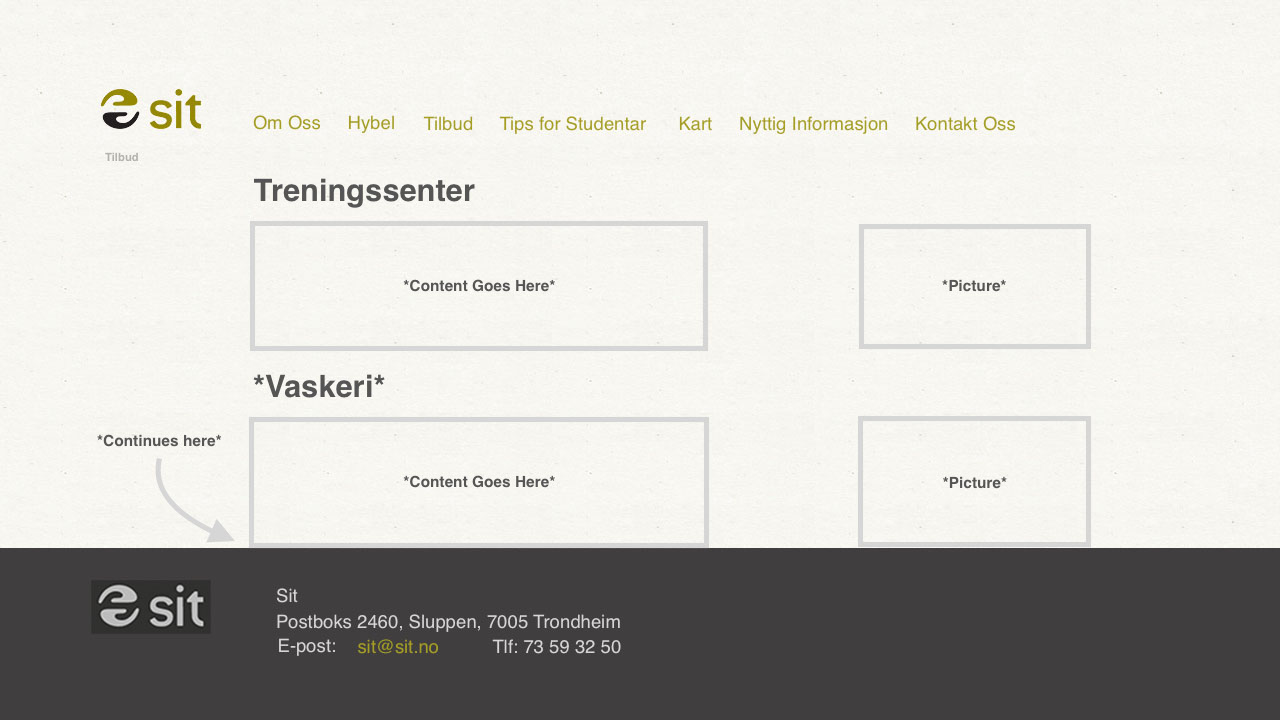 sit
Om Oss Hybel Tilbud Tips for Studentar Kart Nyttig Informasjon Kontakt Oss
Tilbud
Treningssenter
*Content Goes Here* *Picture*
*Vaskeri*
*Continues here*
*Content Goes Here* *Picture*
sit
Sit
Postboks 2460, Sluppen, 7005 Trondheim
E-post: sit@sit.no Tlf: 73 59 32 50